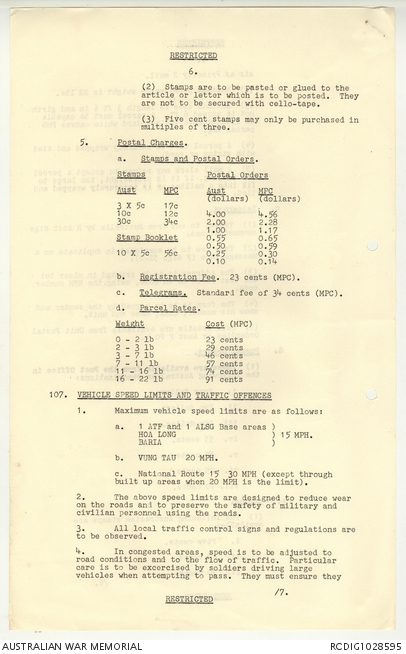 RESTRICTED
6.
(2) Stamps are to be pasted or glued to the
article or letter which is to be posted. They
are not to be secured with cello-tape.
(3) Five cent stamps may only be purchased in
multiples of three.
5. Postal Charges.
a. Stamps and Postal Orders.
Stamps Postal Orders
Aust MPC Aust MPC
(dollars) (dollars)
3 X 5c 17c
10c 12c 4.00 4.56
30c 34c 2.00 2.28
1.00 1.17
Stamp Booklet 0.55 0.65
0.50 0.59
10 X 5c 56c 0.25 0.30
0.10 0.14
b. Registration Fee. 23 cents (MPC).
c. Telegrams. Standard fee of 34 cents (MPC).
d. Parcel Rates.
Weight Cost (MPC)
0 - 2 lb 23 cents
2 - 3 lb 29 cents
3 - 7 lb 46 cents
7 - 11 lb 57 cents
11 - 16 lb 74 cents
16 - 22 lb 91 cents
107. VEHICLE SPEED LIMITS AND TRAFFIC OFFENCES
1. Maximum vehicle speed limits are as follows:
a. 1 ATF and 1 ALSG Base areas )
HOA LONG ) 15 MPH.
BARIA )
b. VUNG TAU 20 MPH.
c. National Route 15 30 MPH (except through
built up areas when 20 MPH is the limit).
2. The above speed limits are designed to reduce wear
on the roads and to preserve the safety of military and
civilian personnel using the roads.
3. All local traffic control signs and regulations are
to be observed.
4. In congested areas, speed is to be adjusted to
road conditions and to the flow of traffic. Particular
care is to be excercised by soldiers driving large
vehicles when attempting to pass. They must ensure they
/7.
RESTRICTED
AUSTRALIAN WAR MEMORIAL RCDIG1028595